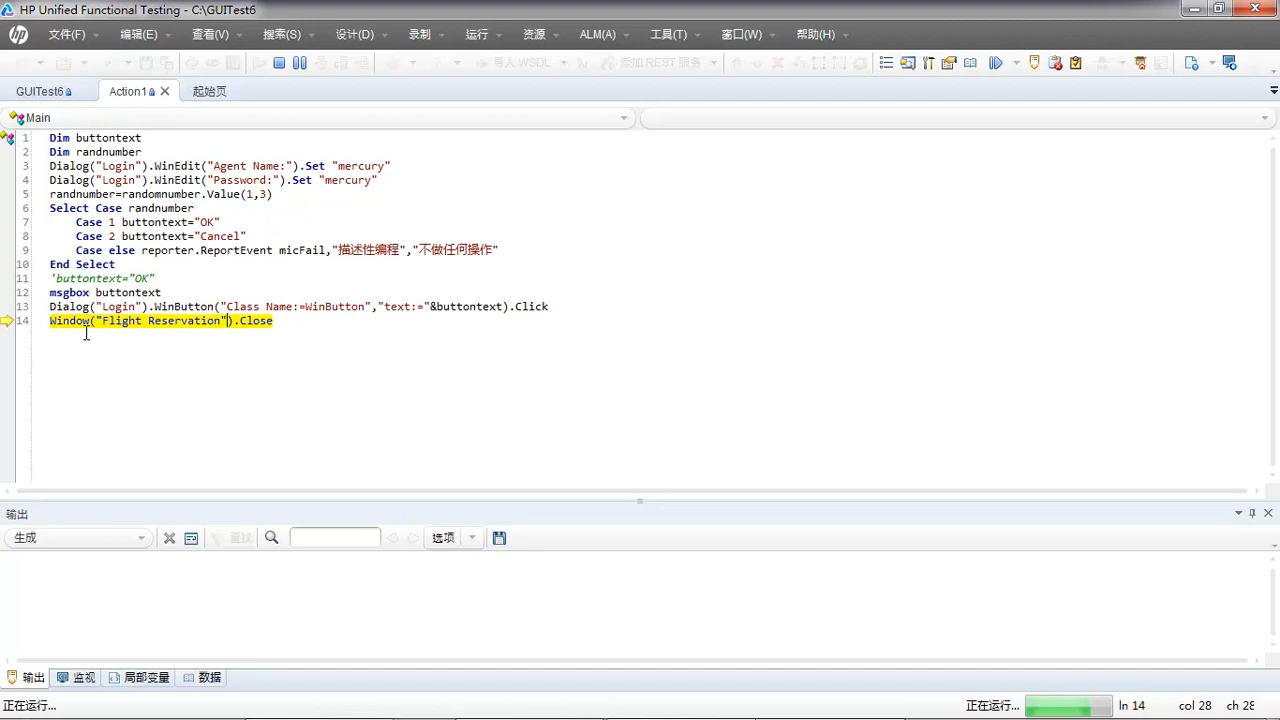 HP Unified Functional Testing - C:\GUITest6
文件(F) 编辑(E) 查看(V) 搜索(S) 设计(D) 录制 运行 资源 ALM(A) 工具(T) 窗口(W) 帮助(H)
导入 WSDL 添加 REST 服务
GUITest6 Action1 起始页
Main
1 Dim buttontext
2 Dim randnumber
3 Dialog("Login").WinEdit("Agent Name:").Set "mercury"
4 Dialog("Login").WinEdit("Password:").Set "mercury"
5 randnumber=randomnumber.Value(1,3)
6 Select Case randnumber
7 Case 1 buttontext="OK"
8 Case 2 buttontext="Cancel"
9 Case else reporter.ReportEvent micFail,"描述性编程","不做任何操作"
10 End Select
11 'buttontext="OK"
12 msgbox buttontext
13 Dialog("Login").WinButton("Class Name:=WinButton","text:="&buttontext).Click
14 Window("Flight Reservation").Close
输出
生成 查找 选项
输出 监视 局部变量 数据
正在运行... 正在运行... ln 14 col 28 ch 28